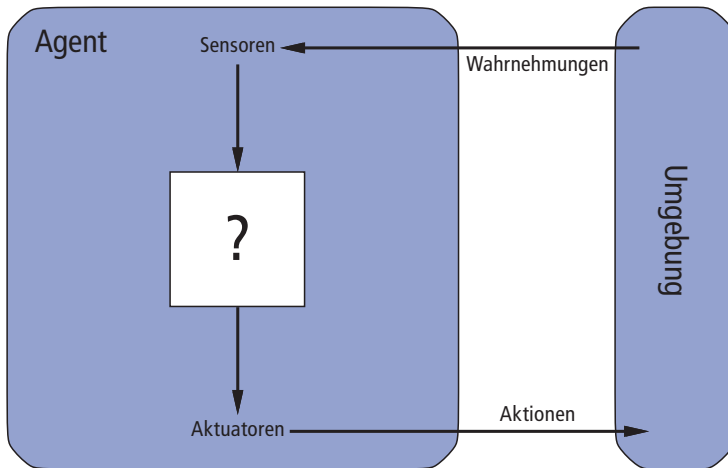 Agent
Sensoren
Wahrnehmungen
?
Umgebung
Aktuatoren
Aktionen